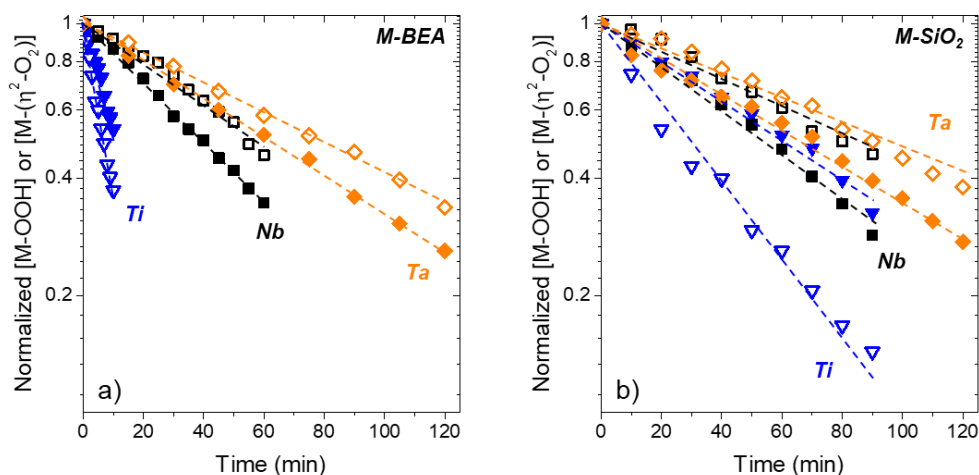 Normalized [M-OOH] or [M-(η²-O₂)]
1
0.8
0.6
0.4
0.2
M-BEA
Ti
Nb
Ta
a)
0 20 40 60 80 100 120
Time (min)
Normalized [M-OOH] or [M-(η²-O₂)]
1
0.8
0.6
0.4
0.2
M-SiO₂
Ta
Nb
Ti
b)
0 20 40 60 80 100 120
Time (min)